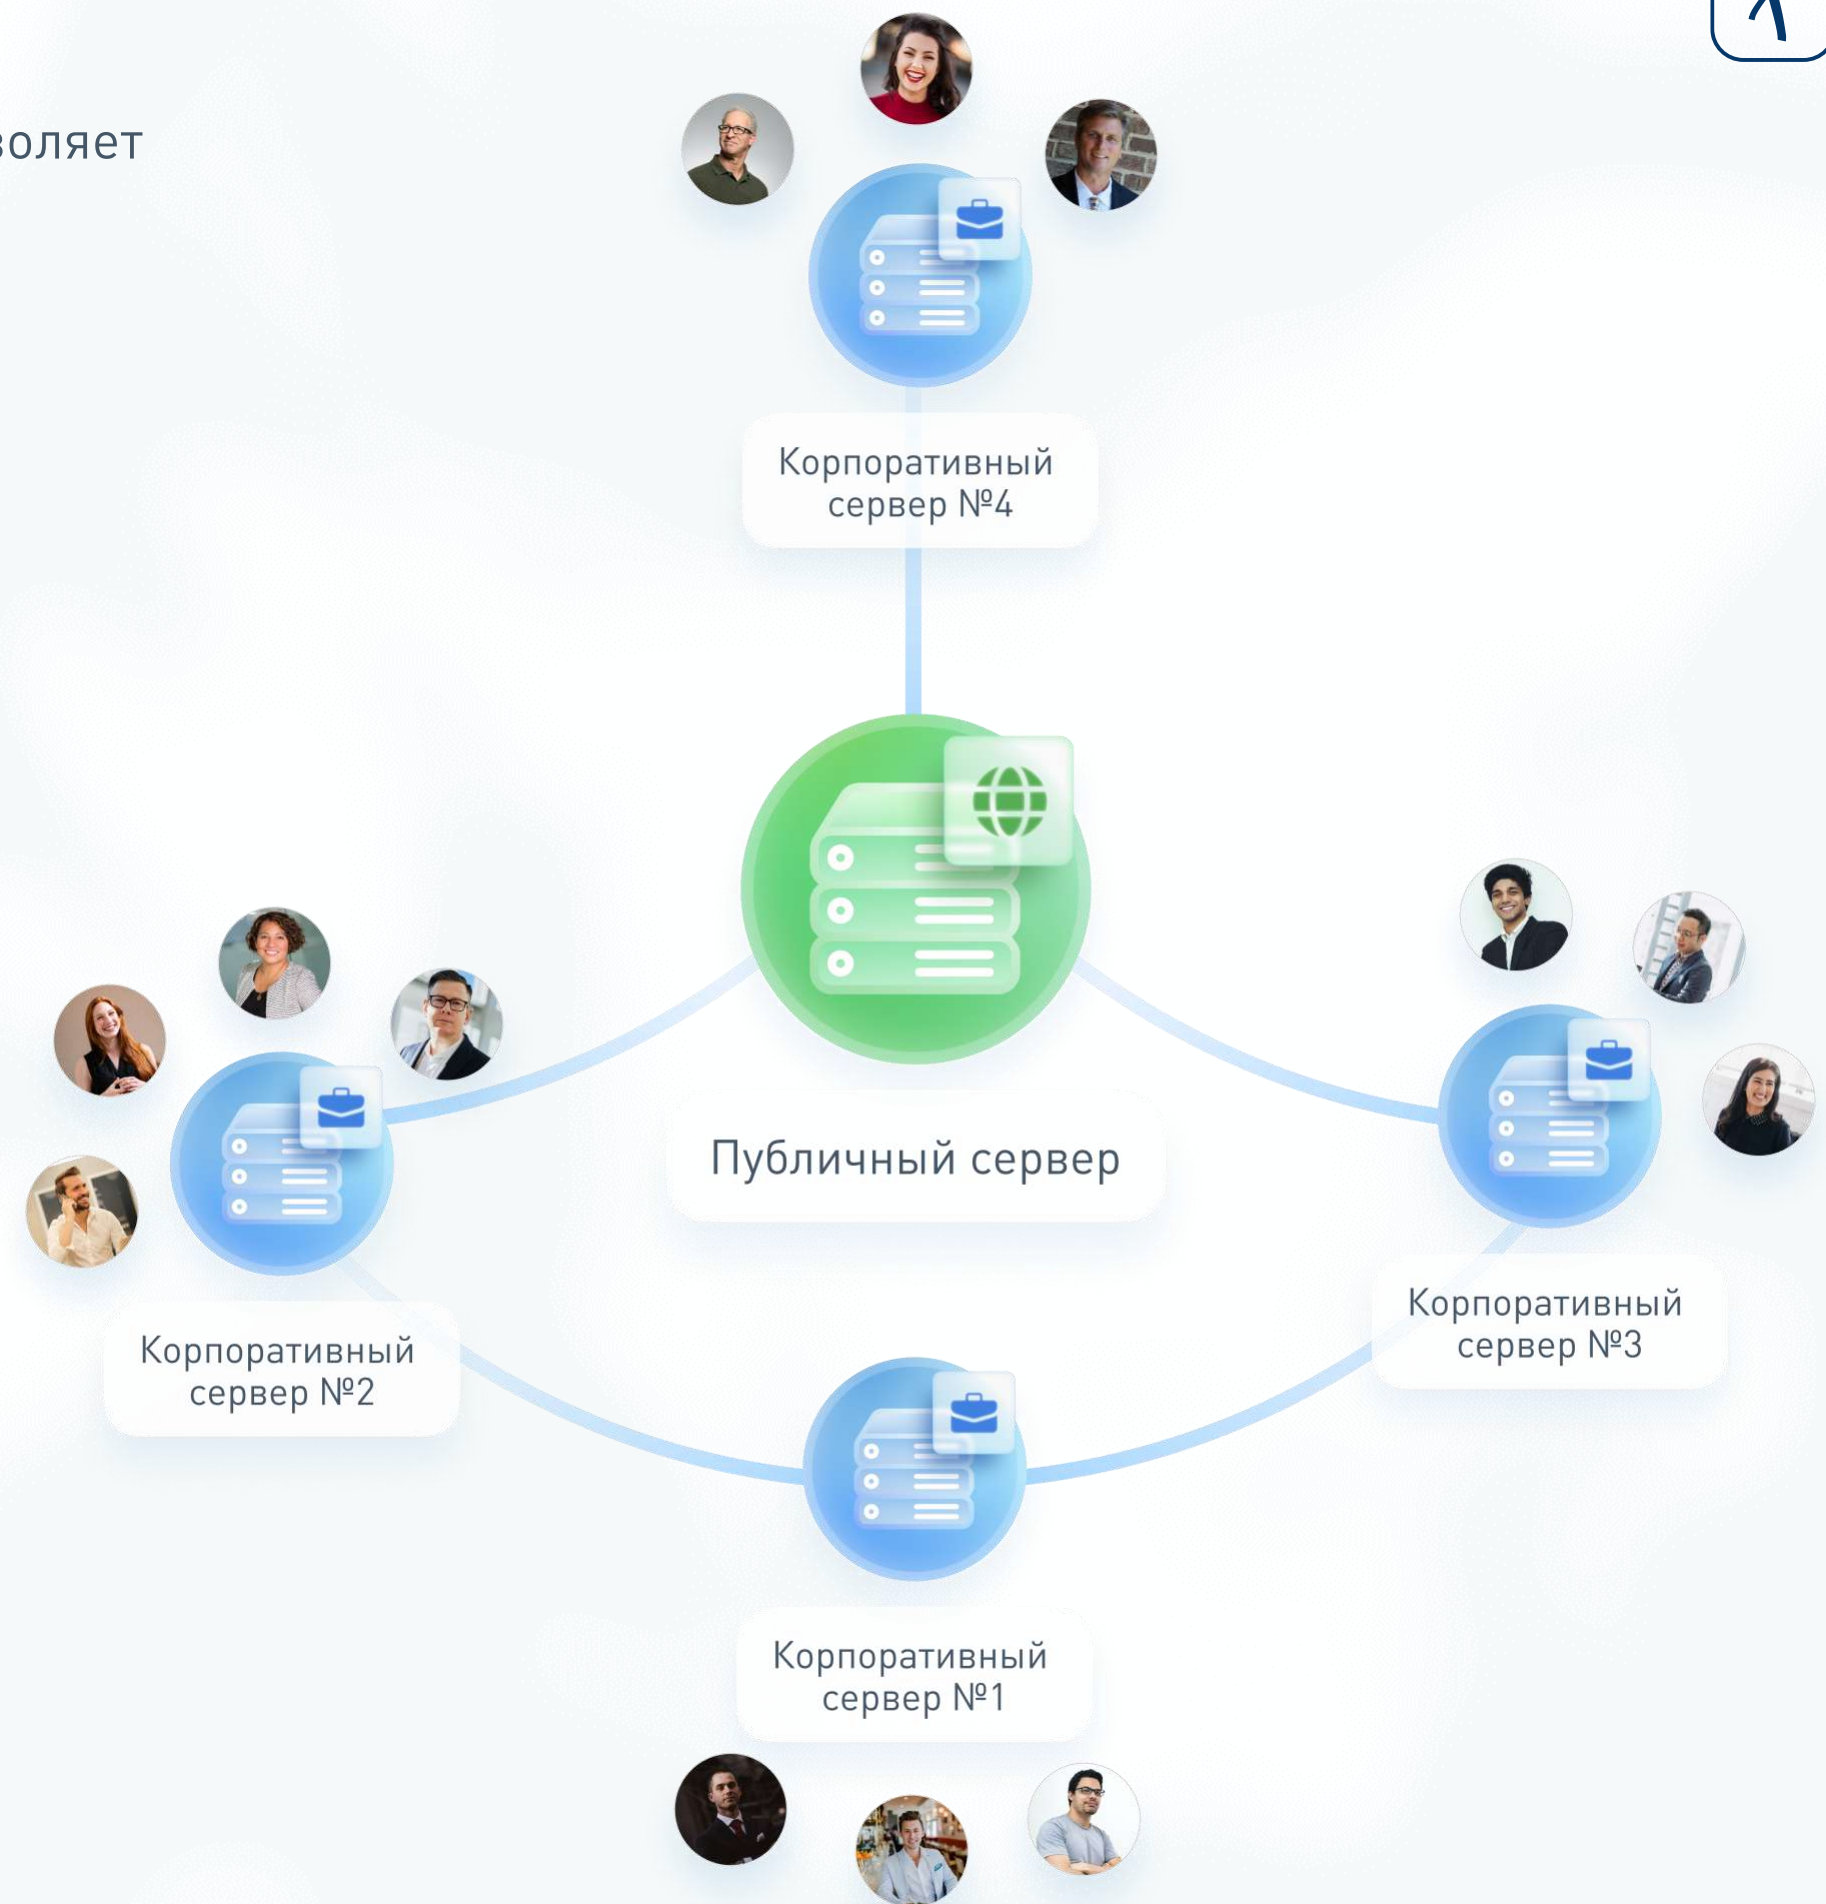 воляет
Корпоративный
сервер №4
Публичный сервер
Корпоративный
сервер №3
Корпоративный
сервер №2
Корпоративный
сервер №1